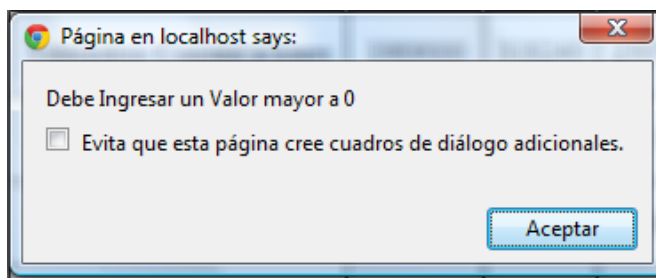 Página en localhost says:
Debe Ingresar un Valor mayor a 0
Evita que esta página cree cuadros de diálogo adicionales.
Aceptar